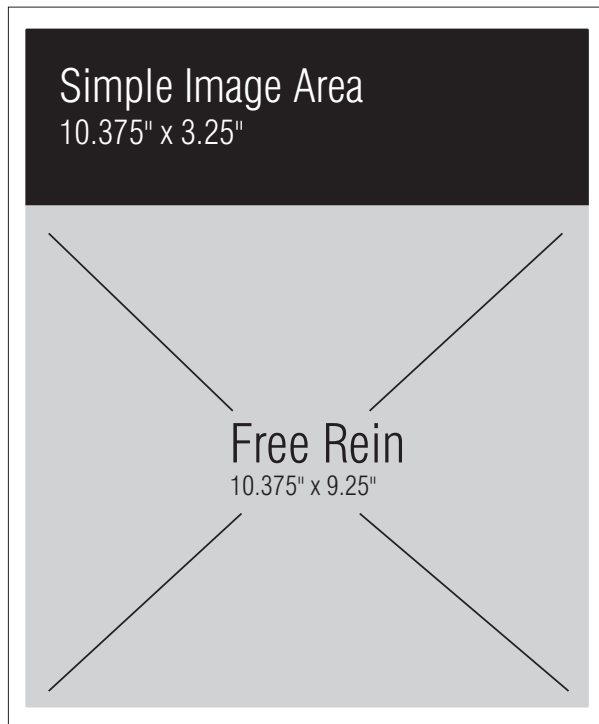 Simple Image Area
10.375" x 3.25"
Free Rein
10.375" x 9.25"